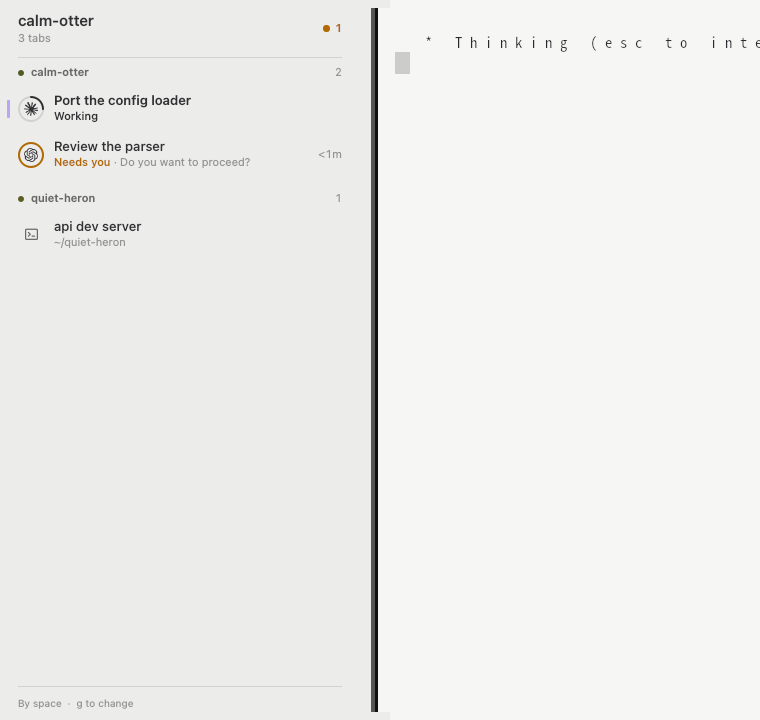 calm-otter
1
3 tabs
calm-otter 2
Port the config loader
Working
Review the parser
Needs you · Do you want to proceed? <1m
quiet-heron 1
api dev server
~/quiet-heron
By space · g to change
* Thinking (esc to inte